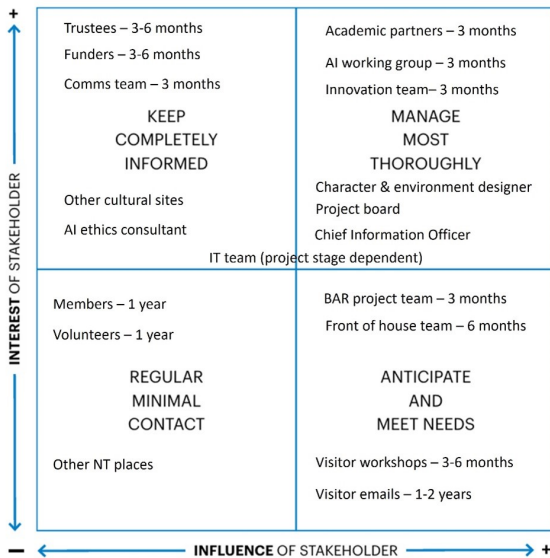 +
Trustees – 3-6 months
Funders – 3-6 months
Comms team – 3 months
KEEP
COMPLETELY
INFORMED
Other cultural sites
AI ethics consultant
Academic partners – 3 months
AI working group – 3 months
Innovation team– 3 months
MANAGE
MOST
THOROUGHLY
Character & environment designer
Project board
Chief Information Officer
IT team (project stage dependent)
INTEREST OF STAKEHOLDER
Members – 1 year
Volunteers – 1 year
REGULAR
MINIMAL
CONTACT
Other NT places
BAR project team – 3 months
Front of house team – 6 months
ANTICIPATE
AND
MEET NEEDS
Visitor workshops – 3-6 months
Visitor emails – 1-2 years
– INFLUENCE OF STAKEHOLDER +